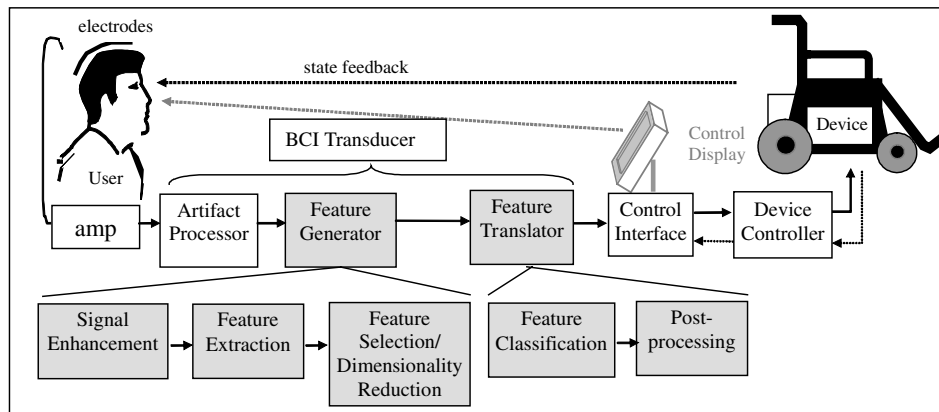 electrodes
state feedback
BCI Transducer
Control
Display
Device
User
amp
Artifact
Processor
Feature
Generator
Feature
Translator
Control
Interface
Device
Controller
Signal
Enhancement
Feature
Extraction
Feature
Selection/
Dimensionality
Reduction
Feature
Classification
Post-
processing